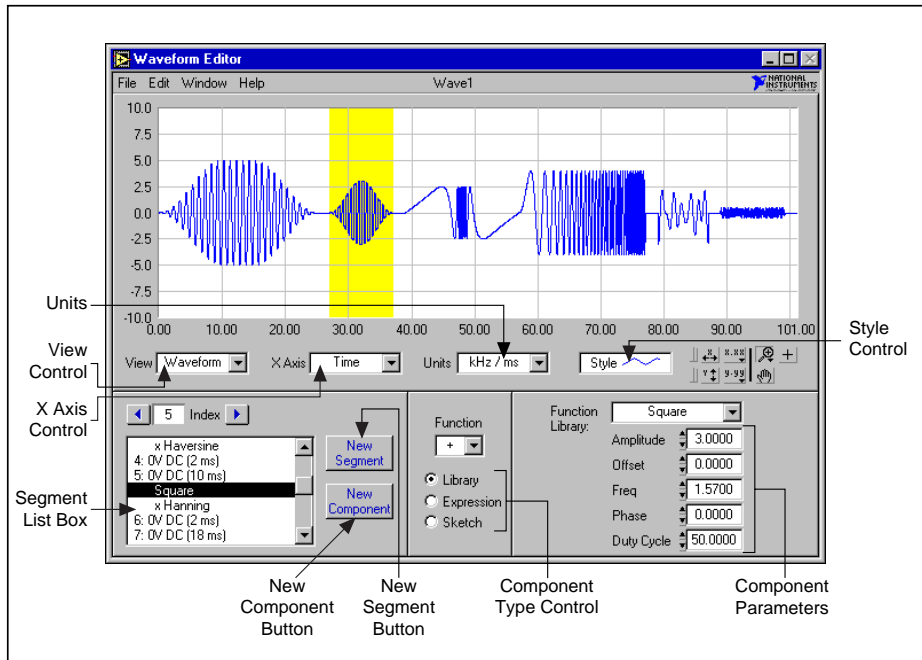 Waveform Editor
File Edit Window Help Wave1 NATIONAL INSTRUMENTS
10.0
7.5
5.0
2.5
0.0
-2.5
-5.0
-7.5
-10.0
0.00 10.00 20.00 30.00 40.00 50.00 60.00 70.00 80.00 90.00 101.00
Units
View Control
X Axis Control
Style Control
View Waveform X Axis Time Units kHz / ms Style
X X.XX
Y Y.YY
5 Index
x Haversine
4: 0V DC (2 ms)
5: 0V DC (10 ms)
Square
x Hanning
6: 0V DC (2 ms)
7: 0V DC (18 ms)
New Segment
New Component
Function
+
Library
Expression
Sketch
Function Library: Square
Amplitude 3.0000
Offset 0.0000
Freq 1.5700
Phase 0.0000
Duty Cycle 50.0000
Segment List Box
New Component Button
New Segment Button
Component Type Control
Component Parameters